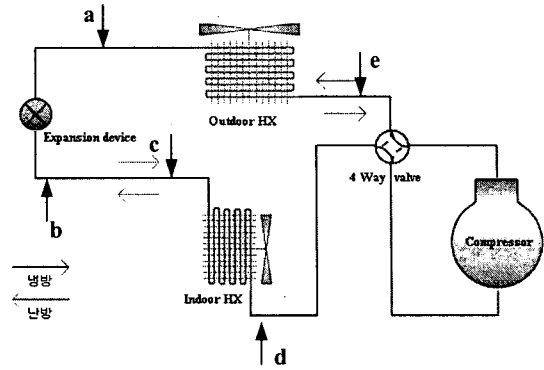 a
e
Outdoor HX
Expansion device
c
4 Way valve
b
Compressor
냉방
Indoor HX
난방
d